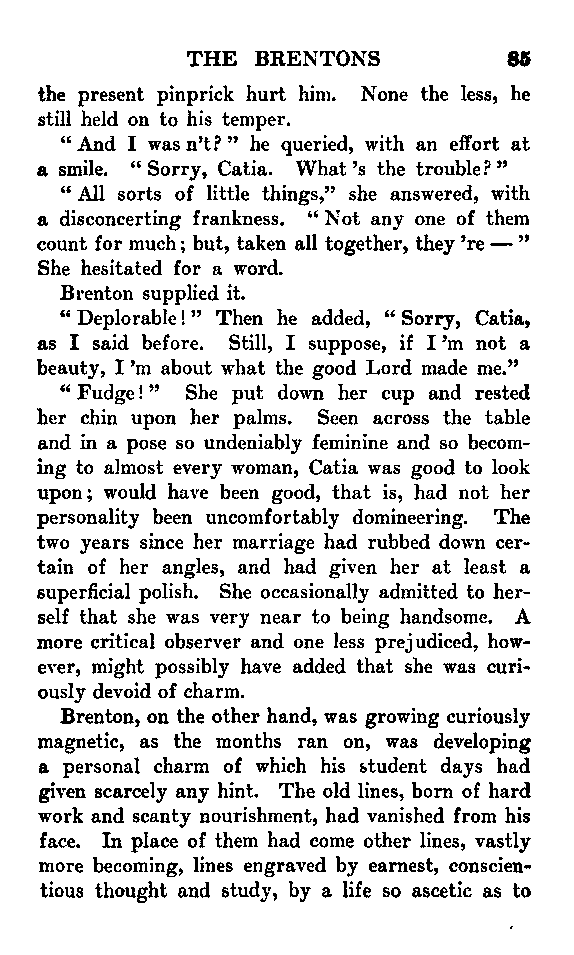 THE BRENTONS 85
the present pinprick hurt him. None the less, he
still held on to his temper.
“ And I was n't? ” he queried, with an effort at
a smile. “ Sorry, Catia. What 's the trouble? ”
“ All sorts of little things,” she answered, with
a disconcerting frankness. “ Not any one of them
count for much; but, taken all together, they 're — ”
She hesitated for a word.
Brenton supplied it.
“ Deplorable! ” Then he added, “ Sorry, Catia,
as I said before. Still, I suppose, if I 'm not a
beauty, I 'm about what the good Lord made me.”
“ Fudge! ” She put down her cup and rested
her chin upon her palms. Seen across the table
and in a pose so undeniably feminine and so becom-
ing to almost every woman, Catia was good to look
upon; would have been good, that is, had not her
personality been uncomfortably domineering. The
two years since her marriage had rubbed down cer-
tain of her angles, and had given her at least a
superficial polish. She occasionally admitted to her-
self that she was very near to being handsome. A
more critical observer and one less prejudiced, how-
ever, might possibly have added that she was curi-
ously devoid of charm.
Brenton, on the other hand, was growing curiously
magnetic, as the months ran on, was developing
a personal charm of which his student days had
given scarcely any hint. The old lines, born of hard
work and scanty nourishment, had vanished from his
face. In place of them had come other lines, vastly
more becoming, lines engraved by earnest, conscien-
tious thought and study, by a life so ascetic as to